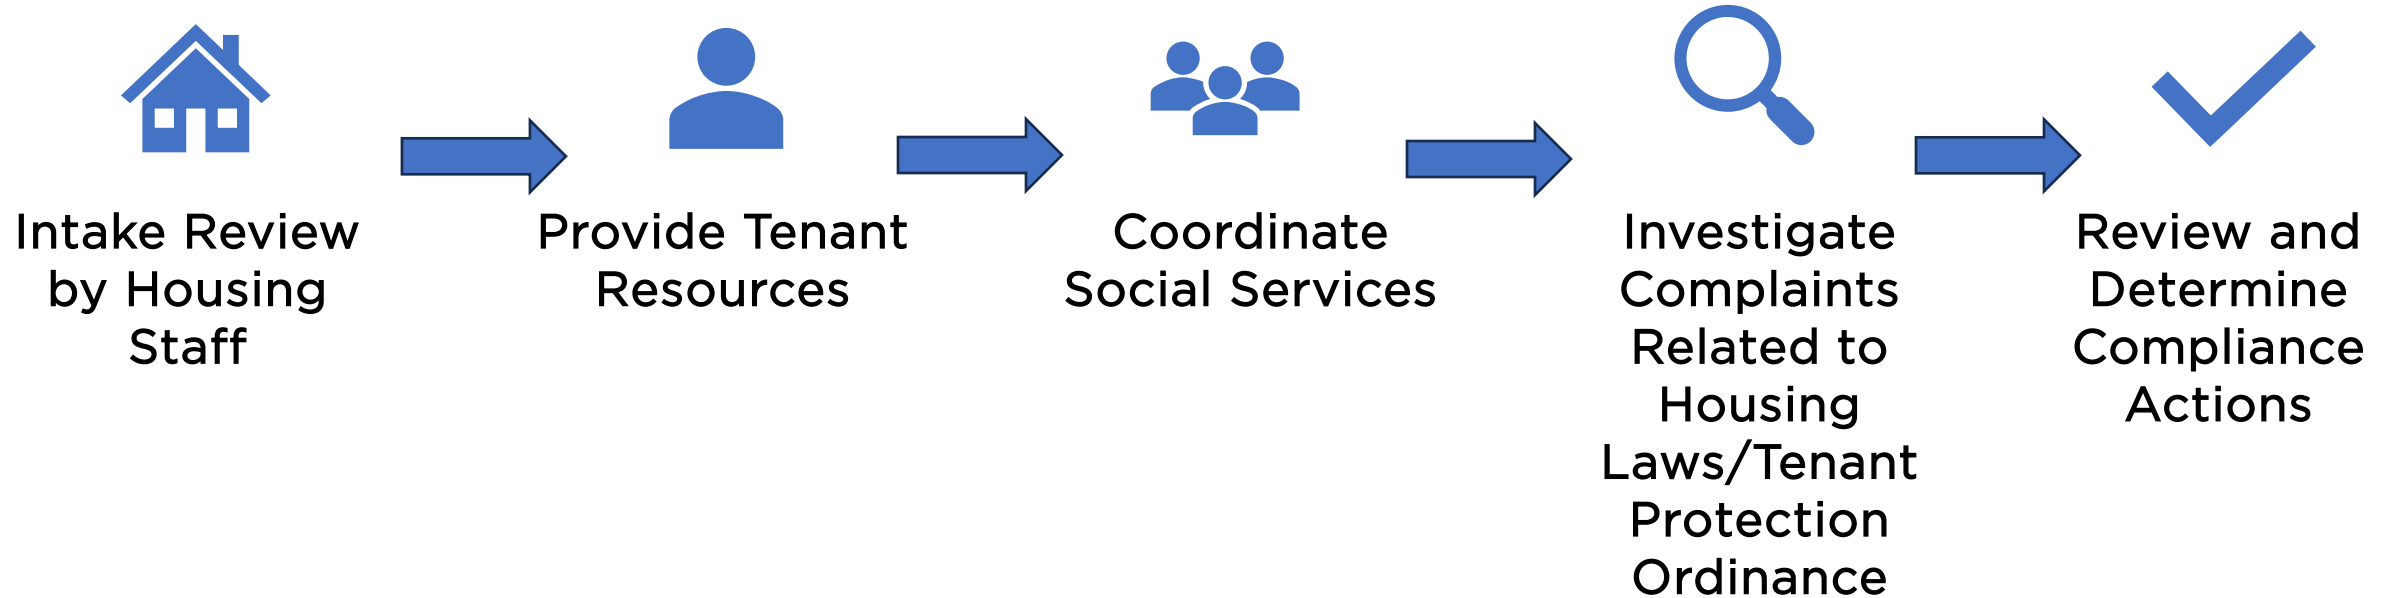 Intake Review
by Housing
Staff
Provide Tenant
Resources
Coordinate
Social Services
Investigate
Complaints
Related to
Housing
Laws/Tenant
Protection
Ordinance
Review and
Determine
Compliance
Actions